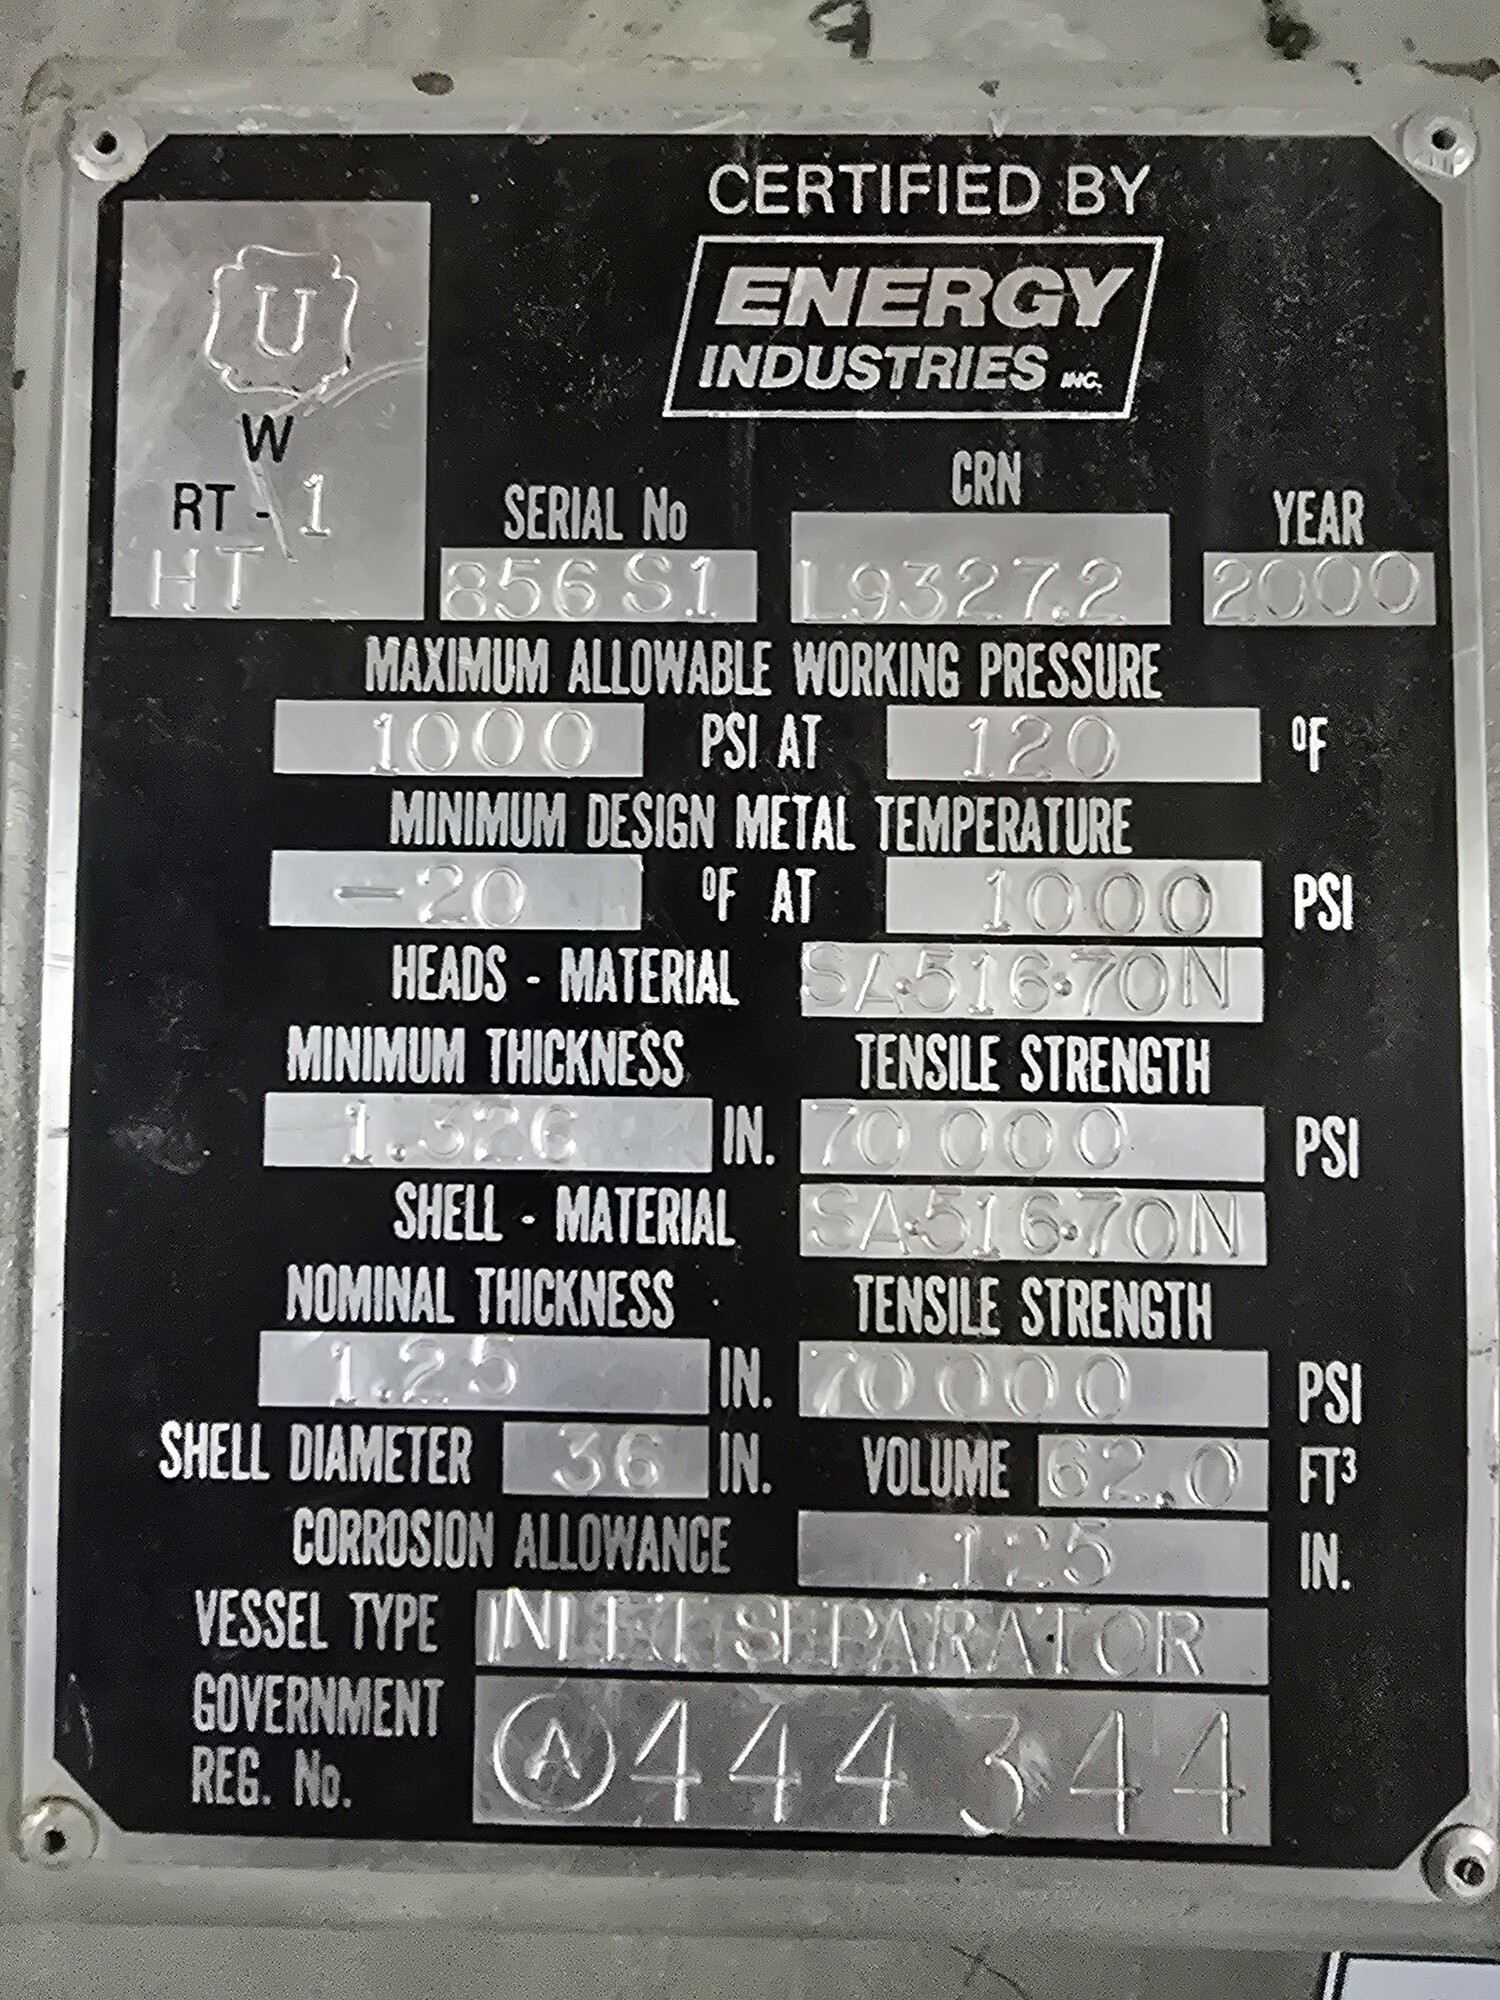 CERTIFIED BY
ENERGY
INDUSTRIES INC.
U
W
RT - 1
HT
SERIAL No
856 S1
CRN
L9327.2
YEAR
2000
MAXIMUM ALLOWABLE WORKING PRESSURE
1000 PSI AT 120 °F
MINIMUM DESIGN METAL TEMPERATURE
-20 °F AT 1000 PSI
HEADS - MATERIAL SA·516·70N
MINIMUM THICKNESS TENSILE STRENGTH
1.326 IN. 70 000 PSI
SHELL - MATERIAL SA·516·70N
NOMINAL THICKNESS TENSILE STRENGTH
1.25 IN. 70000 PSI
SHELL DIAMETER 36 IN. VOLUME 62.0 FT³
CORROSION ALLOWANCE .125 IN.
VESSEL TYPE INLET SEPARATOR
GOVERNMENT
REG. No. A 444344